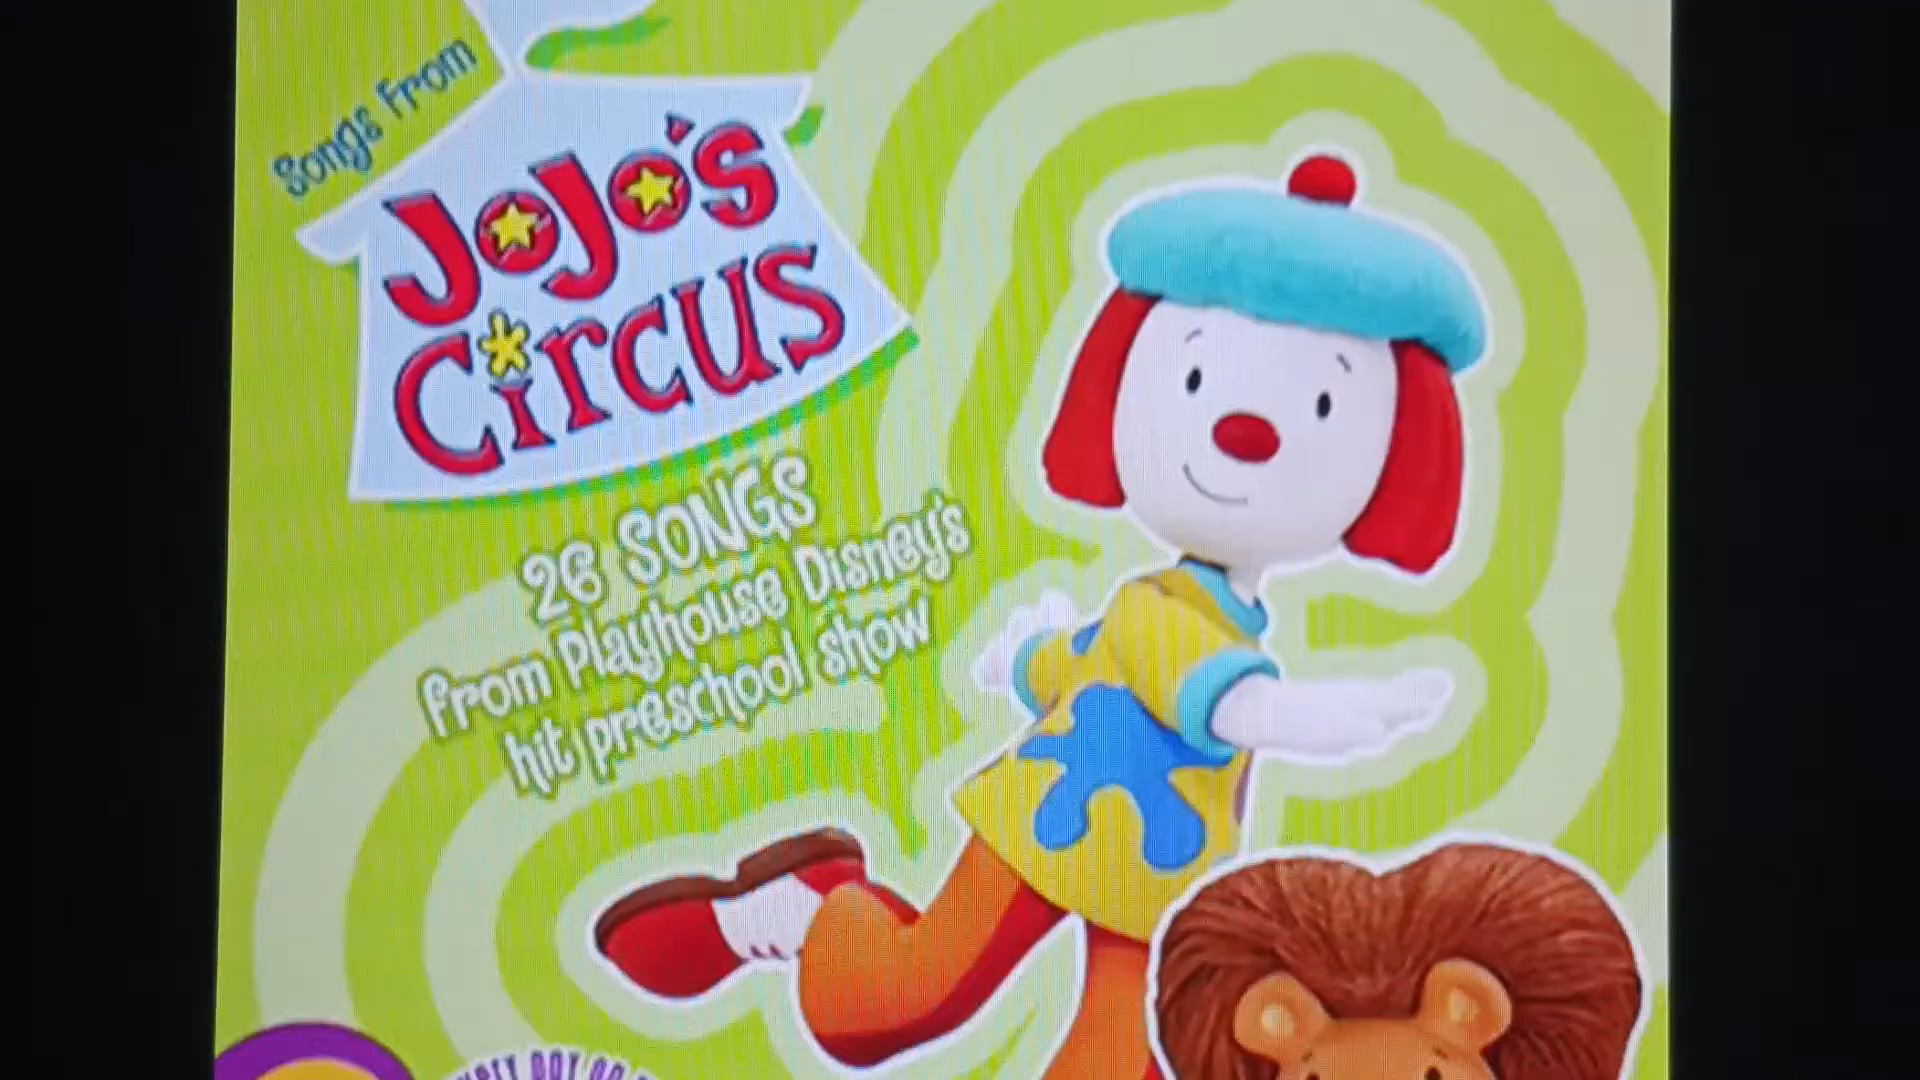 Songs From
JoJo's
Circus
26 SONGS
from Playhouse Disney's
hit preschool show